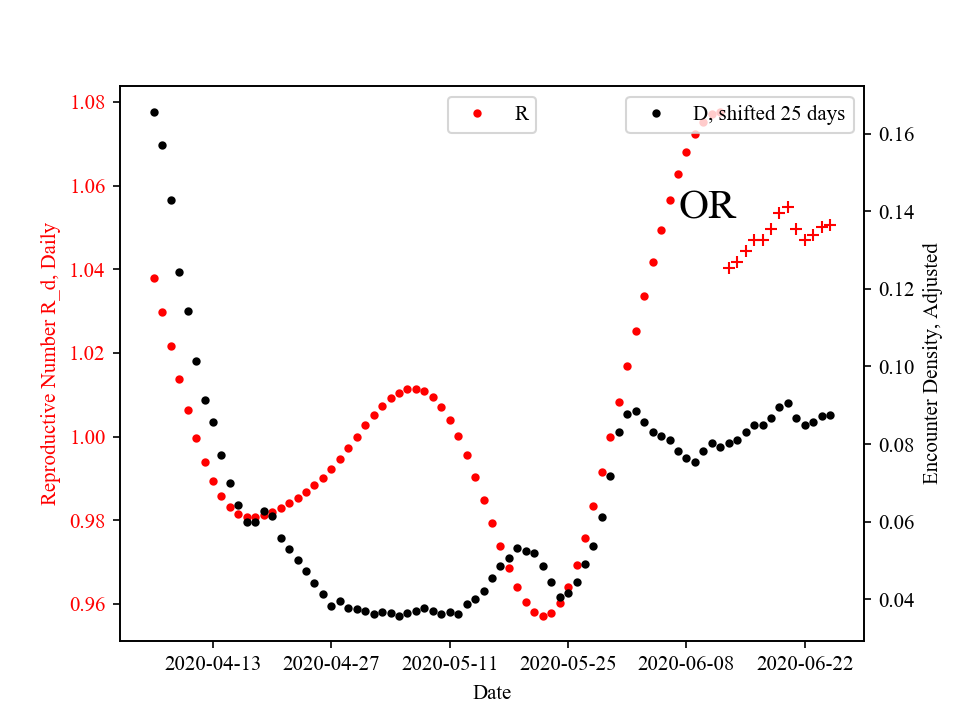 R
D, shifted 25 days
OR
Reproductive Number R_d, Daily
1.08
1.06
1.04
1.02
1.00
0.98
0.96
0.16
0.14
0.12
0.10
0.08
0.06
0.04
Encounter Density, Adjusted
2020-04-13 2020-04-27 2020-05-11 2020-05-25 2020-06-08 2020-06-22
Date